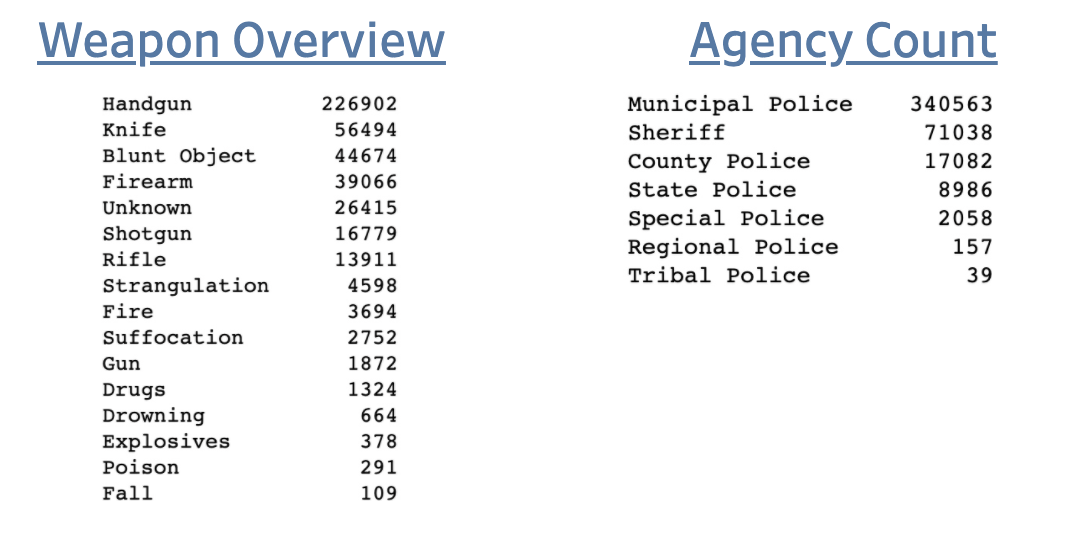 Weapon Overview
Handgun 226902
Knife 56494
Blunt Object 44674
Firearm 39066
Unknown 26415
Shotgun 16779
Rifle 13911
Strangulation 4598
Fire 3694
Suffocation 2752
Gun 1872
Drugs 1324
Drowning 664
Explosives 378
Poison 291
Fall 109
Agency Count
Municipal Police 340563
Sheriff 71038
County Police 17082
State Police 8986
Special Police 2058
Regional Police 157
Tribal Police 39